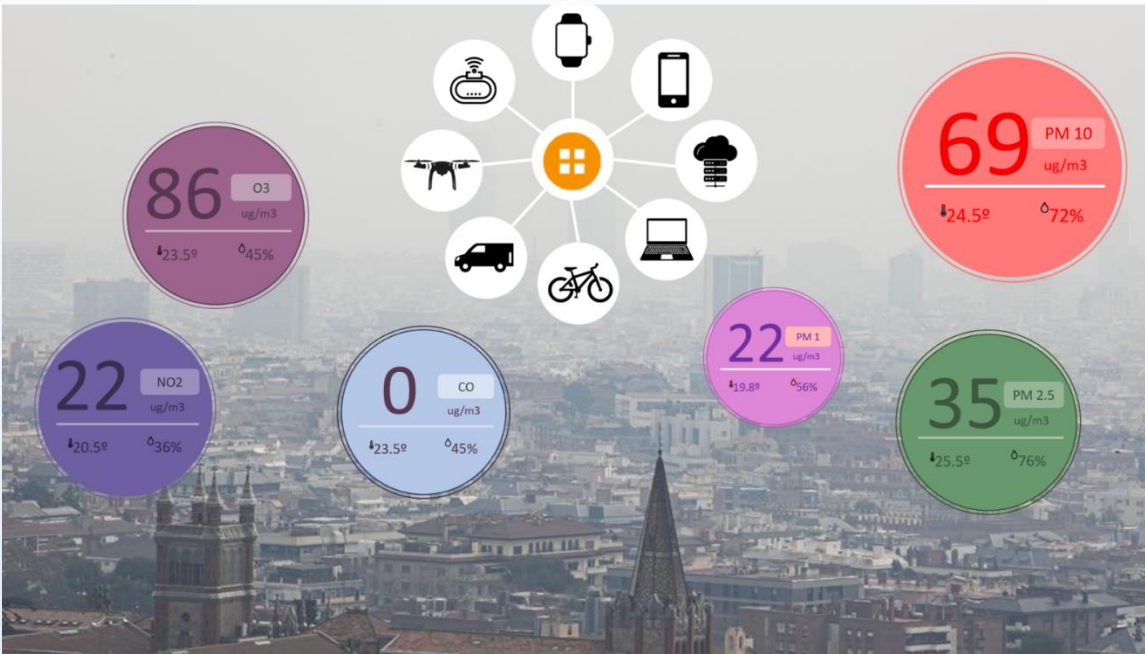 69
PM 10
ug/m3
24.5º 72%
86
O3
ug/m3
23.5º 45%
22
PM 1
ug/m3
19.8º 56%
22
NO2
ug/m3
20.5º 36%
0
CO
ug/m3
23.5º 45%
35
PM 2.5
ug/m3
25.5º 76%